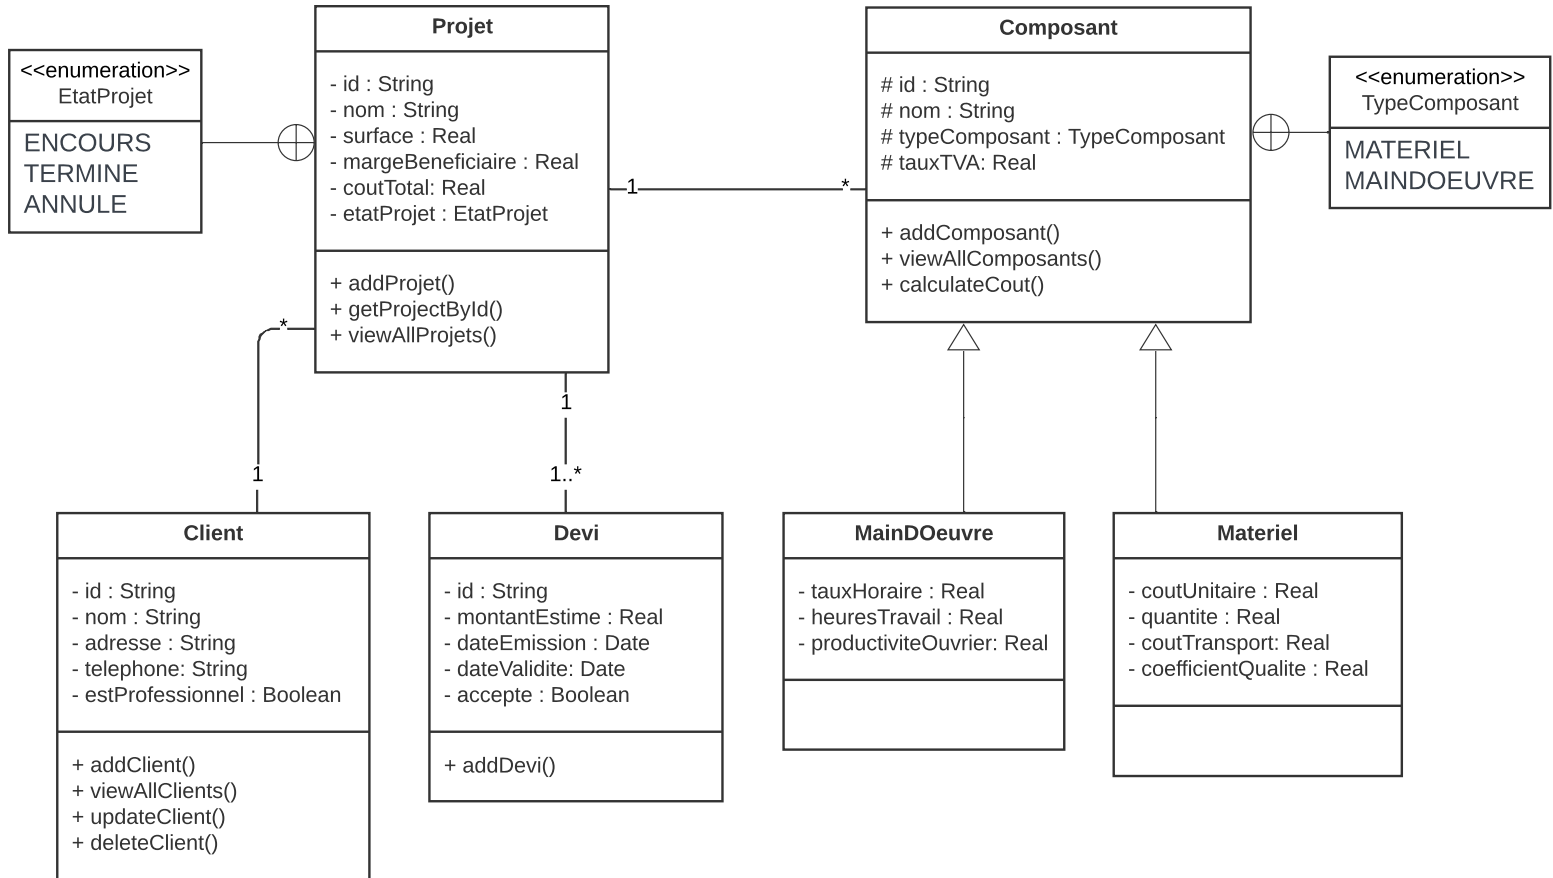 <<enumeration>>
EtatProjet
ENCOURS
TERMINE
ANNULE
Projet
- id : String
- nom : String
- surface : Real
- margeBeneficiaire : Real
- coutTotal: Real
- etatProjet : EtatProjet
+ addProjet()
+ getProjectById()
+ viewAllProjets()
1
*
Composant
# id : String
# nom : String
# typeComposant : TypeComposant
# tauxTVA: Real
+ addComposant()
+ viewAllComposants()
+ calculateCout()
<<enumeration>>
TypeComposant
MATERIEL
MAINDOEUVRE
*
1
1
1..*
Client
- id : String
- nom : String
- adresse : String
- telephone: String
- estProfessionnel : Boolean
+ addClient()
+ viewAllClients()
+ updateClient()
+ deleteClient()
Devi
- id : String
- montantEstime : Real
- dateEmission : Date
- dateValidite: Date
- accepte : Boolean
+ addDevi()
MainDOeuvre
- tauxHoraire : Real
- heuresTravail : Real
- productiviteOuvrier: Real
Materiel
- coutUnitaire : Real
- quantite : Real
- coutTransport: Real
- coefficientQualite : Real